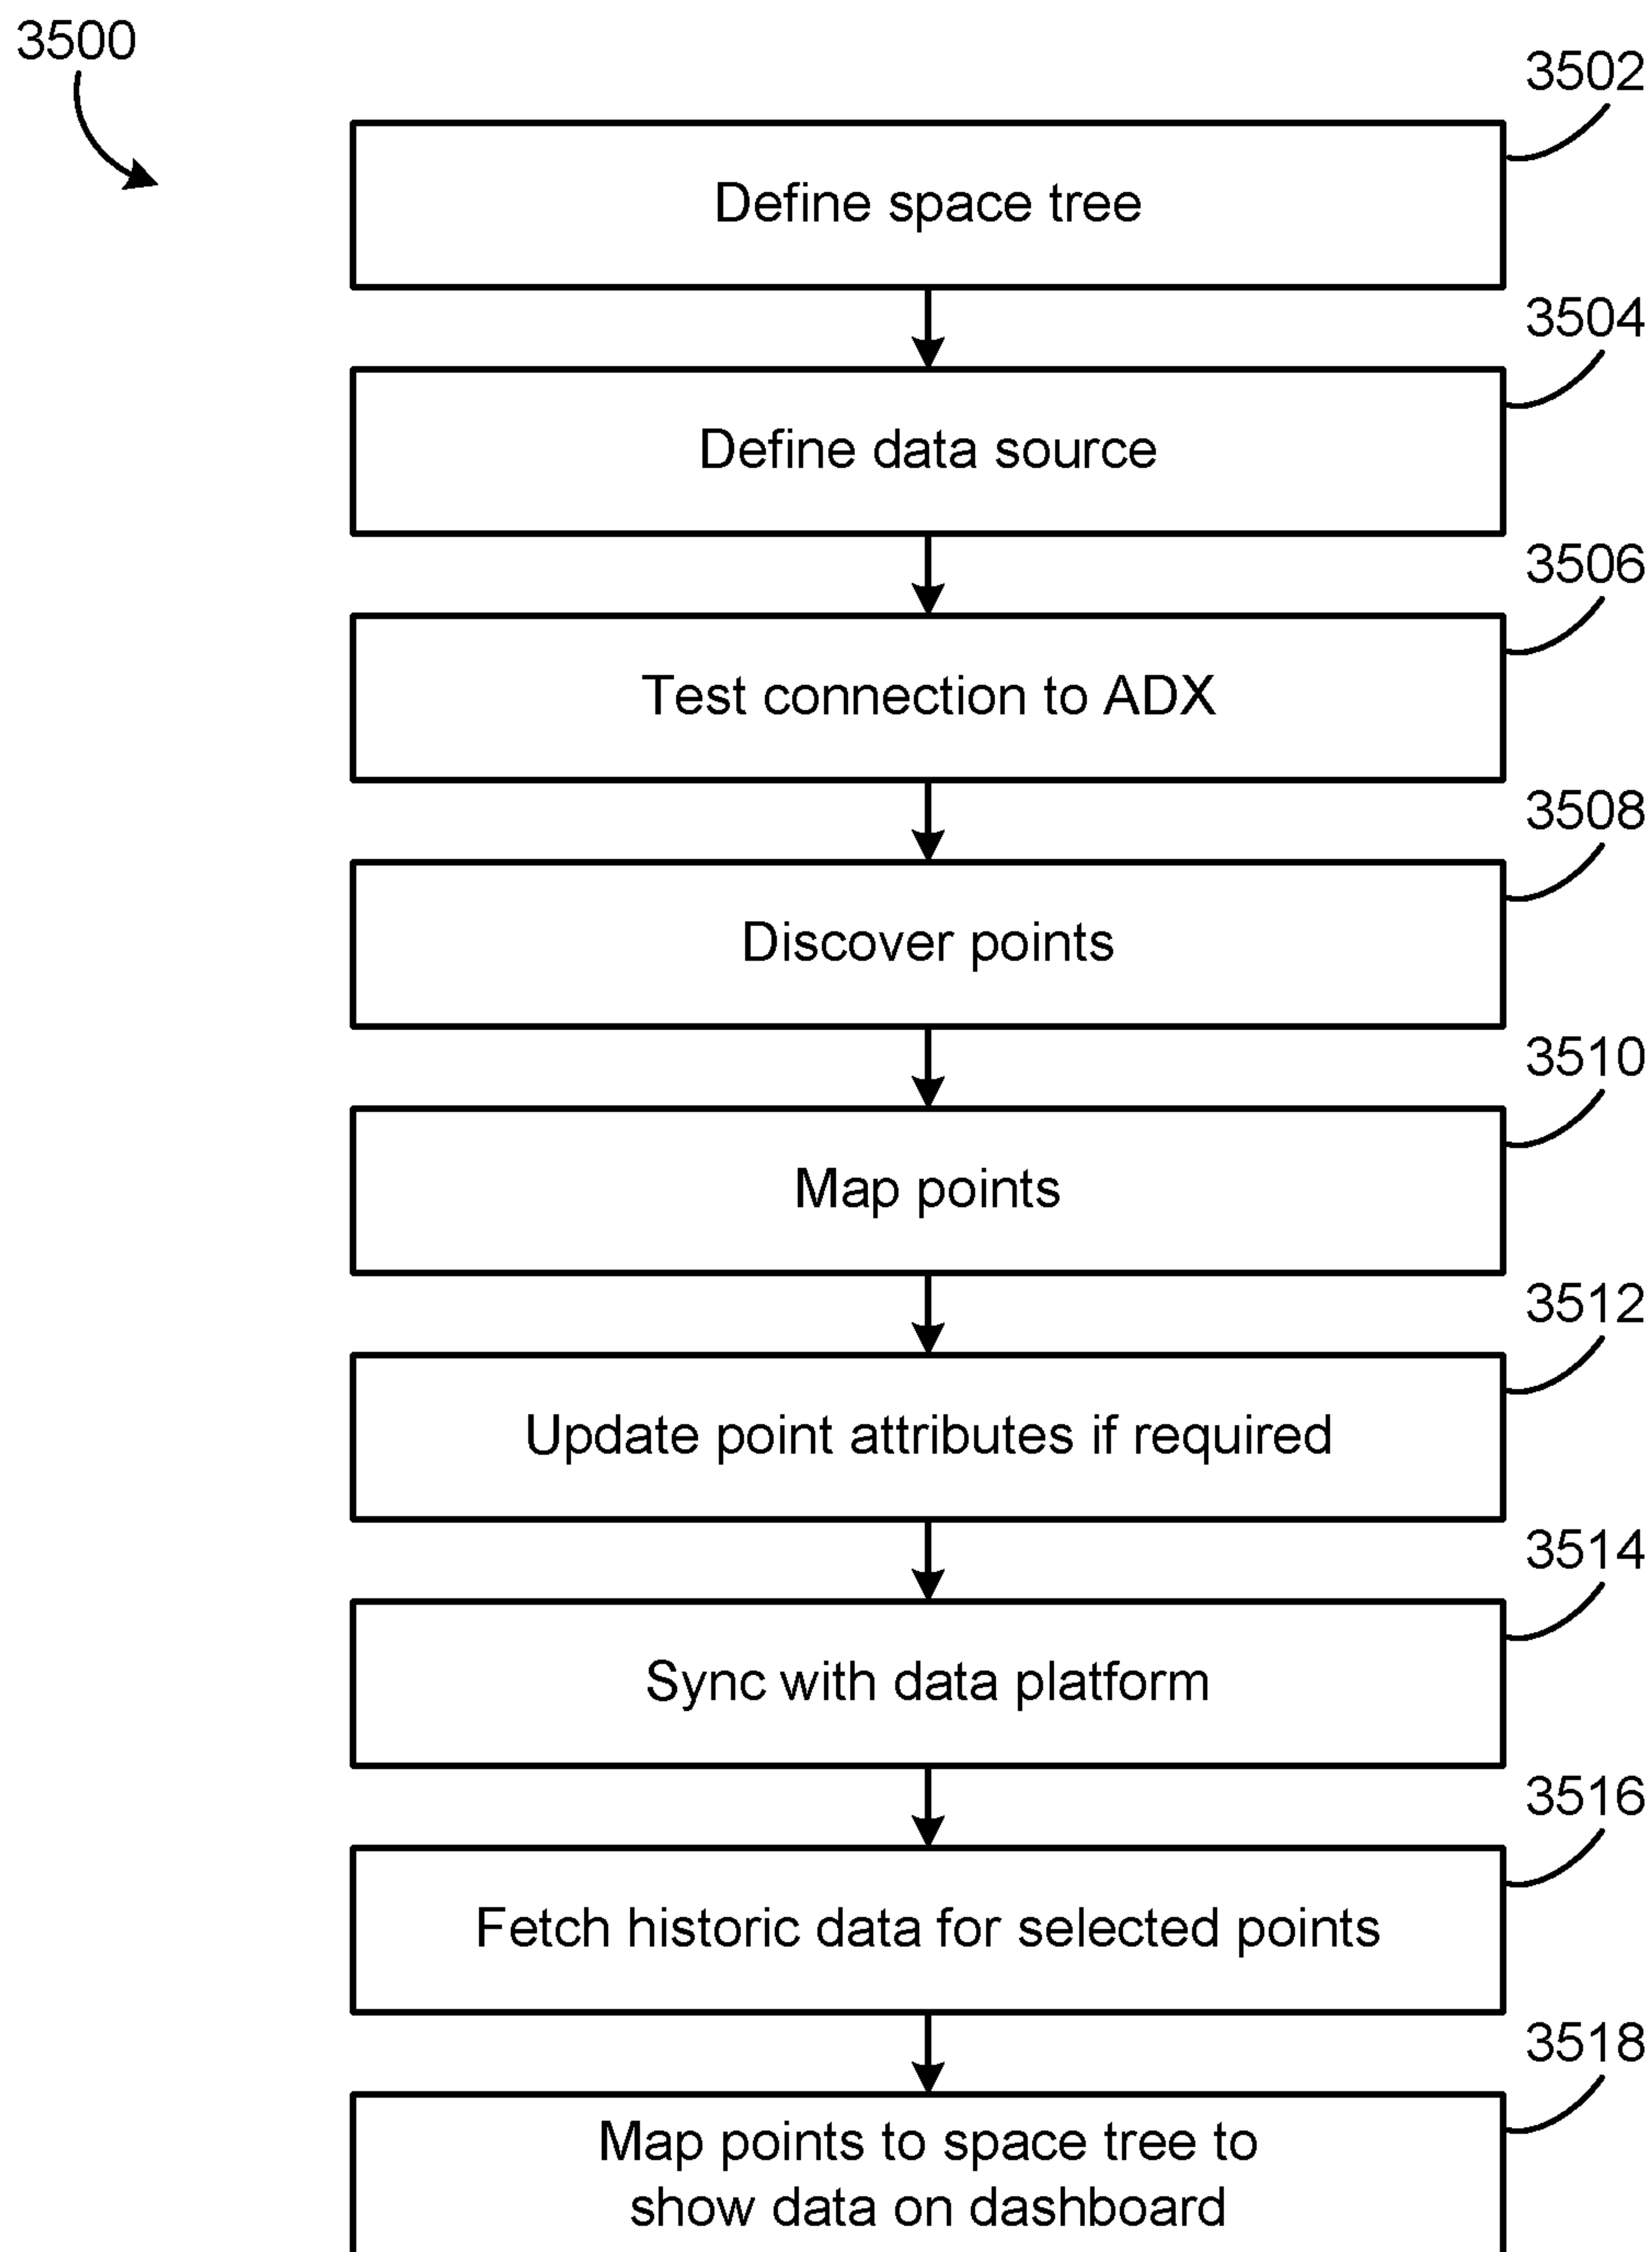 3500
3502
Define space tree
3504
Define data source
3506
Test connection to ADX
3508
Discover points
3510
Map points
3512
Update point attributes if required
3514
Sync with data platform
3516
Fetch historic data for selected points
3518
Map points to space tree to
show data on dashboard